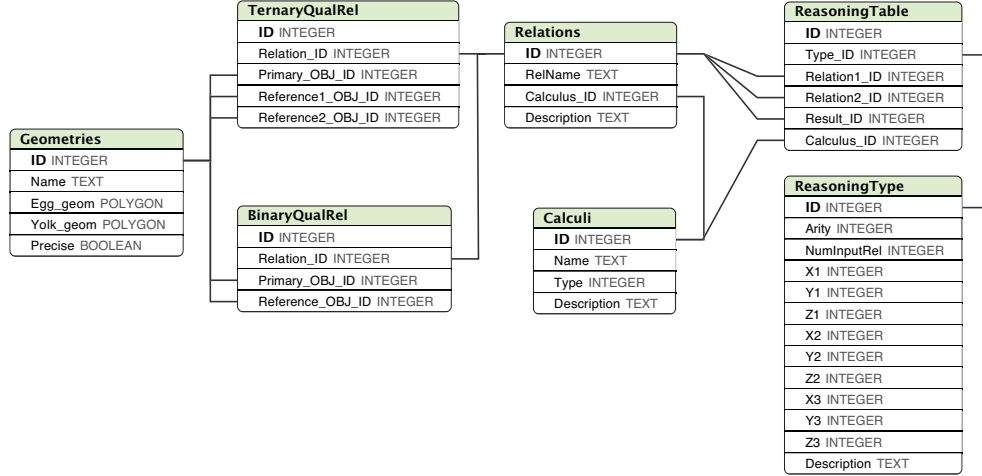 TernaryQualRel
ID INTEGER
Relation_ID INTEGER
Primary_OBJ_ID INTEGER
Reference1_OBJ_ID INTEGER
Reference2_OBJ_ID INTEGER
Relations
ID INTEGER
RelName TEXT
Calculus_ID INTEGER
Description TEXT
ReasoningTable
ID INTEGER
Type_ID INTEGER
Relation1_ID INTEGER
Relation2_ID INTEGER
Result_ID INTEGER
Calculus_ID INTEGER
Geometries
ID INTEGER
Name TEXT
Egg_geom POLYGON
Yolk_geom POLYGON
Precise BOOLEAN
BinaryQualRel
ID INTEGER
Relation_ID INTEGER
Primary_OBJ_ID INTEGER
Reference_OBJ_ID INTEGER
Calculi
ID INTEGER
Name TEXT
Type INTEGER
Description TEXT
ReasoningType
ID INTEGER
Arity INTEGER
NumInputRel INTEGER
X1 INTEGER
Y1 INTEGER
Z1 INTEGER
X2 INTEGER
Y2 INTEGER
Z2 INTEGER
X3 INTEGER
Y3 INTEGER
Z3 INTEGER
Description TEXT